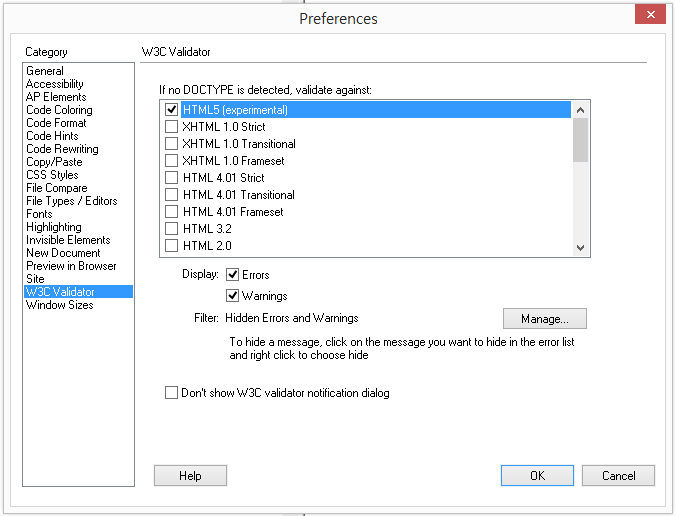 Preferences
Category
General
Accessibility
AP Elements
Code Coloring
Code Format
Code Hints
Code Rewriting
Copy/Paste
CSS Styles
File Compare
File Types / Editors
Fonts
Highlighting
Invisible Elements
New Document
Preview in Browser
Site
W3C Validator
Window Sizes
W3C Validator
If no DOCTYPE is detected, validate against:
HTML5 (experimental)
XHTML 1.0 Strict
XHTML 1.0 Transitional
XHTML 1.0 Frameset
HTML 4.01 Strict
HTML 4.01 Transitional
HTML 4.01 Frameset
HTML 3.2
HTML 2.0
Display: Errors
Warnings
Filter: Hidden Errors and Warnings Manage...
To hide a message, click on the message you want to hide in the error list
and right click to choose hide
Don't show W3C validator notification dialog
Help OK Cancel